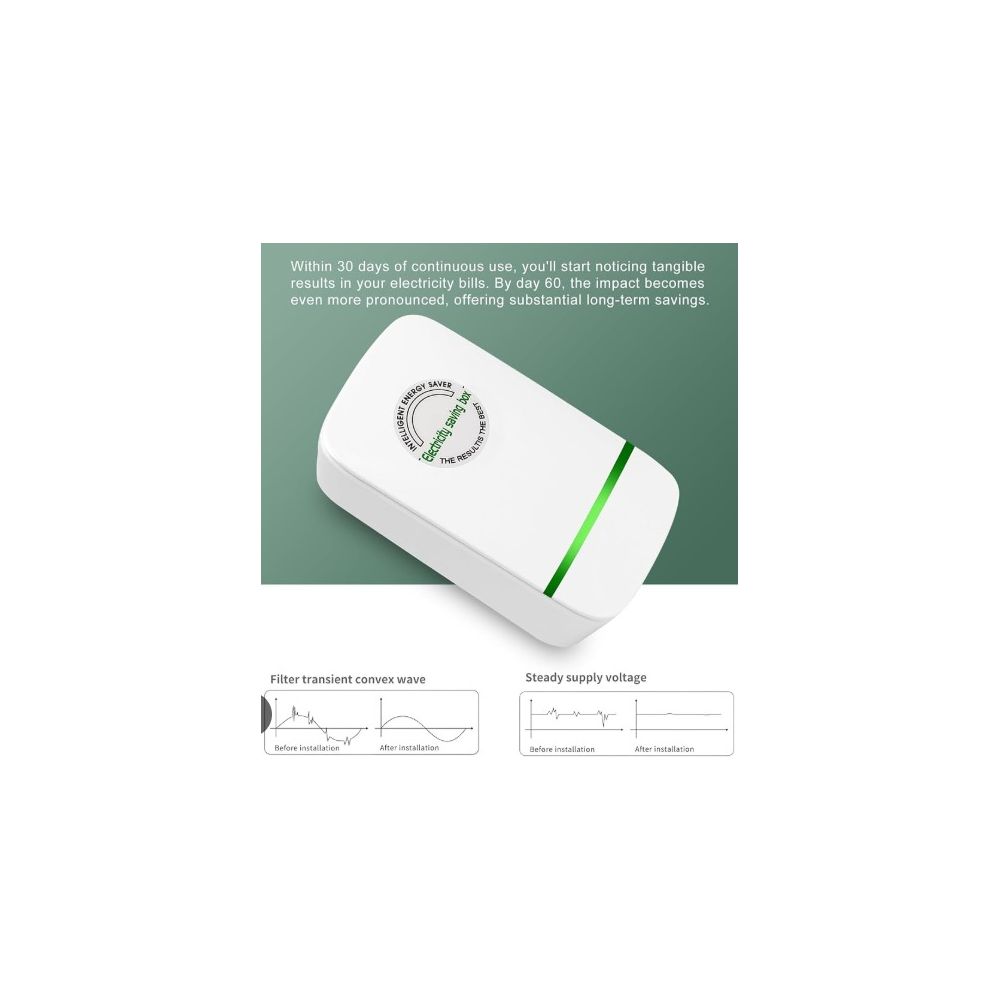 Within 30 days of continuous use, you'll start noticing tangible
results in your electricity bills. By day 60, the impact becomes
even more pronounced, offering substantial long-term savings.
INTELLIGENT ENERGY SAVER
Electricity saving box
THE RESULTIS THE BEST
Filter transient convex wave
Steady supply voltage
Before installation
After installation
Before installation
After installation